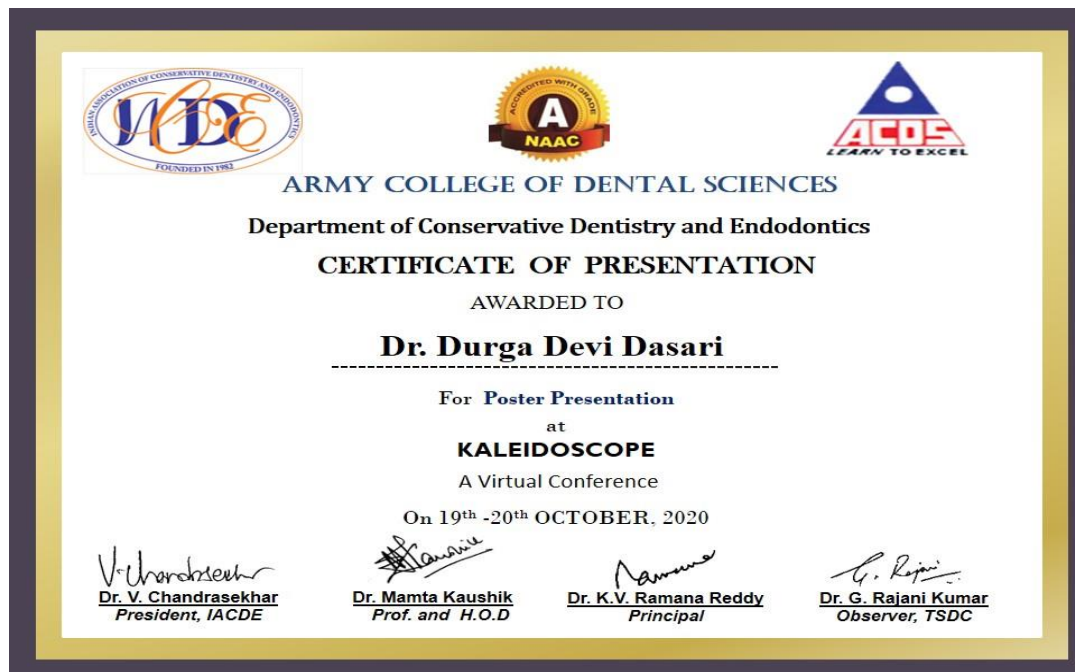 INDIAN ASSOCIATION OF CONSERVATIVE DENTISTRY AND ENDODONTICS
IACDE
FOUNDED IN 1982
ACCREDITED WITH GRADE
A
NAAC
ACDS
LEARN TO EXCEL
ARMY COLLEGE OF DENTAL SCIENCES
Department of Conservative Dentistry and Endodontics
CERTIFICATE OF PRESENTATION
AWARDED TO
Dr. Durga Devi Dasari
For Poster Presentation
at
KALEIDOSCOPE
A Virtual Conference
On 19th -20th OCTOBER, 2020
V. Chandrasekhar
Ramana
G. Rajani
Dr. V. Chandrasekhar
Dr. Mamta Kaushik
Dr. K.V. Ramana Reddy
Dr. G. Rajani Kumar
President, IACDE
Prof. and H.O.D
Principal
Observer, TSDC